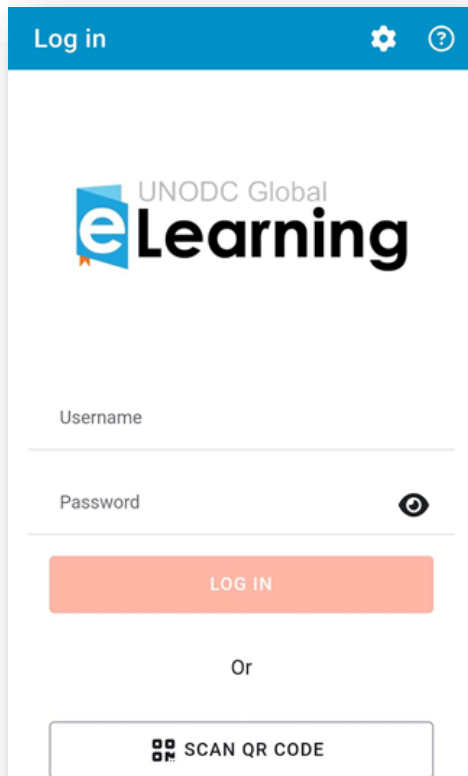 Log in
UNODC Global
eLearning
Username
Password
LOG IN
Or
SCAN QR CODE